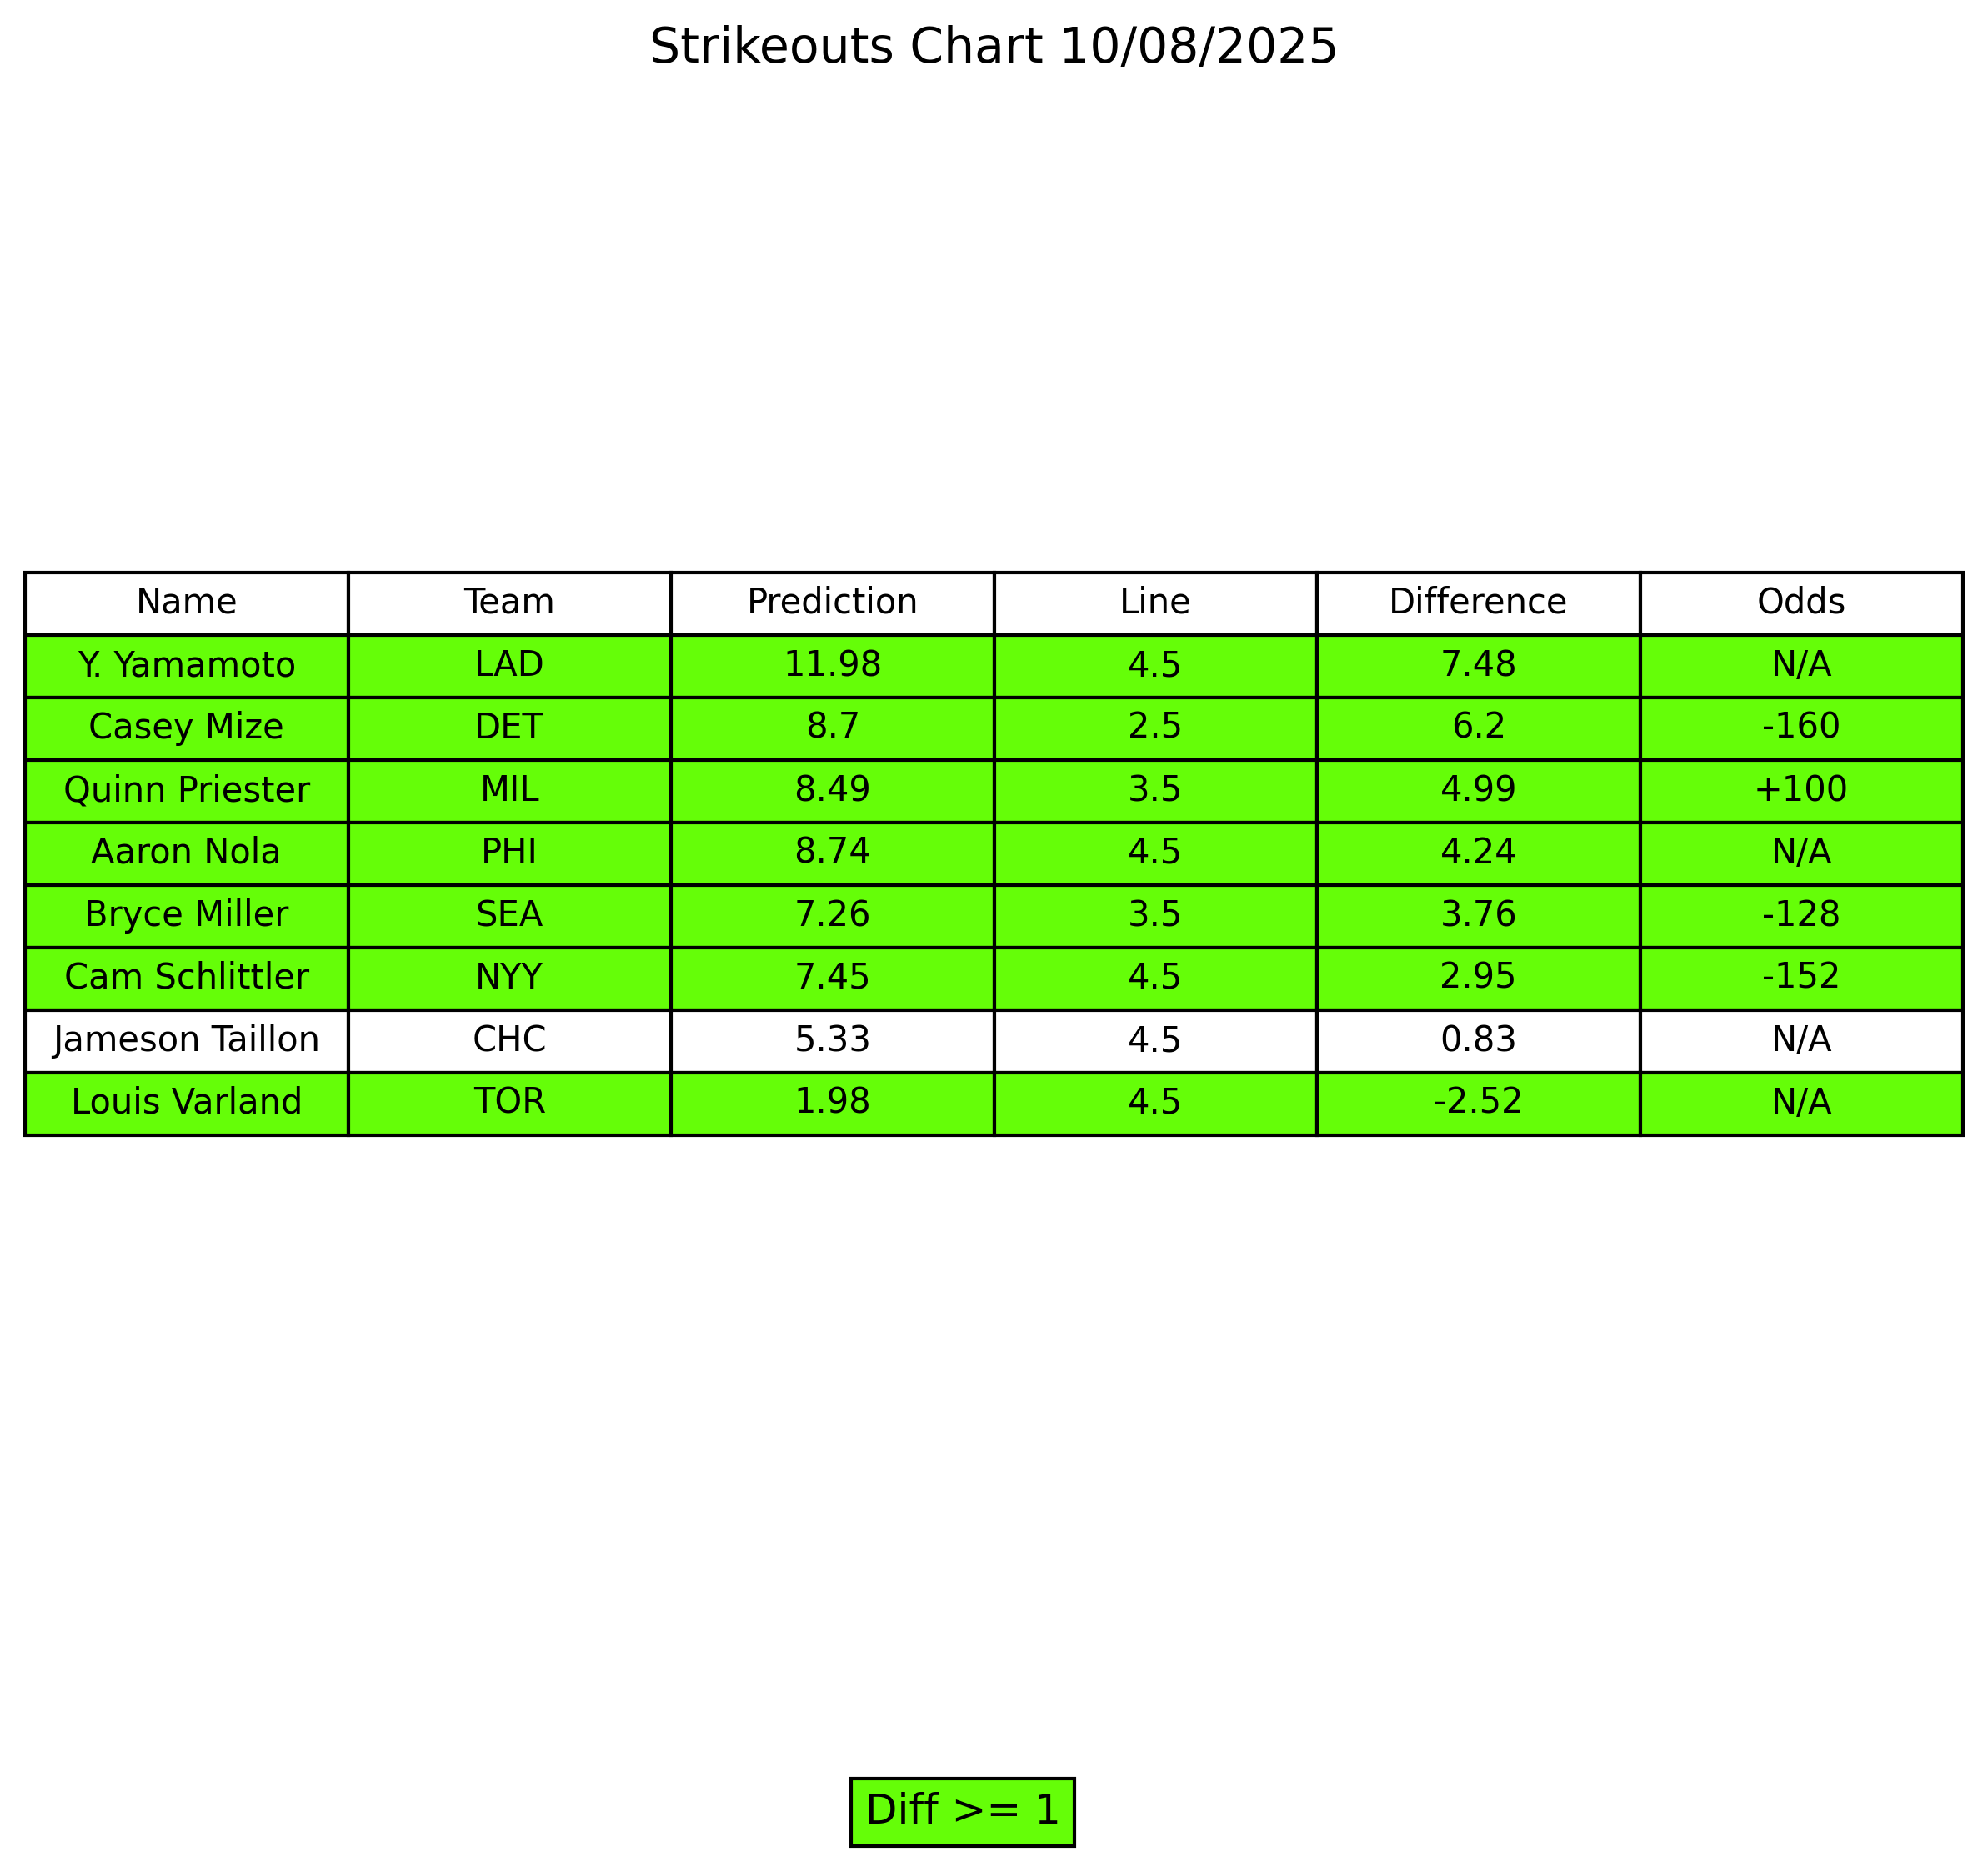 Strikeouts Chart 10/08/2025
Name Team Prediction Line Difference Odds
Y. Yamamoto LAD 11.98 4.5 7.48 N/A
Casey Mize DET 8.7 2.5 6.2 -160
Quinn Priester MIL 8.49 3.5 4.99 +100
Aaron Nola PHI 8.74 4.5 4.24 N/A
Bryce Miller SEA 7.26 3.5 3.76 -128
Cam Schlittler NYY 7.45 4.5 2.95 -152
Jameson Taillon CHC 5.33 4.5 0.83 N/A
Louis Varland TOR 1.98 4.5 -2.52 N/A
Diff >= 1